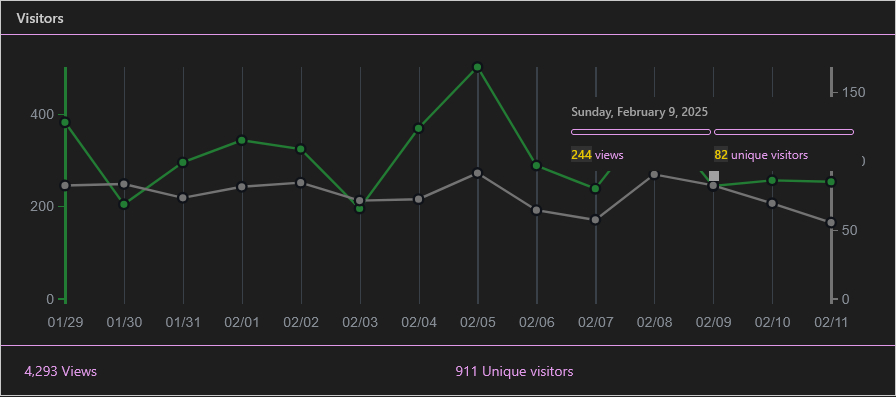 Visitors
400
200
0
150
50
0
Sunday, February 9, 2025
244 views
82 unique visitors
01/29 01/30 01/31 02/01 02/02 02/03 02/04 02/05 02/06 02/07 02/08 02/09 02/10 02/11
4,293 Views
911 Unique visitors